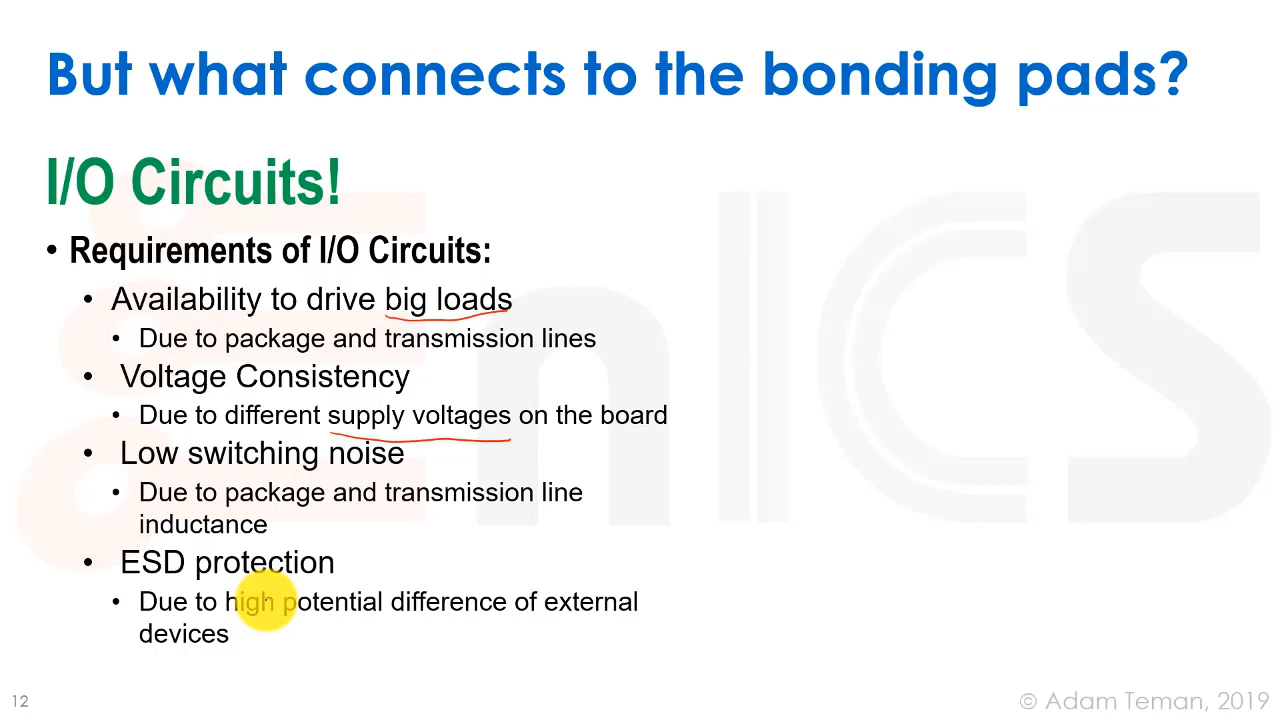 But what connects to the bonding pads?
I/O Circuits!
• Requirements of I/O Circuits:
• Availability to drive big loads
• Due to package and transmission lines
• Voltage Consistency
• Due to different supply voltages on the board
• Low switching noise
• Due to package and transmission line
inductance
• ESD protection
• Due to high potential difference of external
devices
EnICS
12
© Adam Teman, 2019